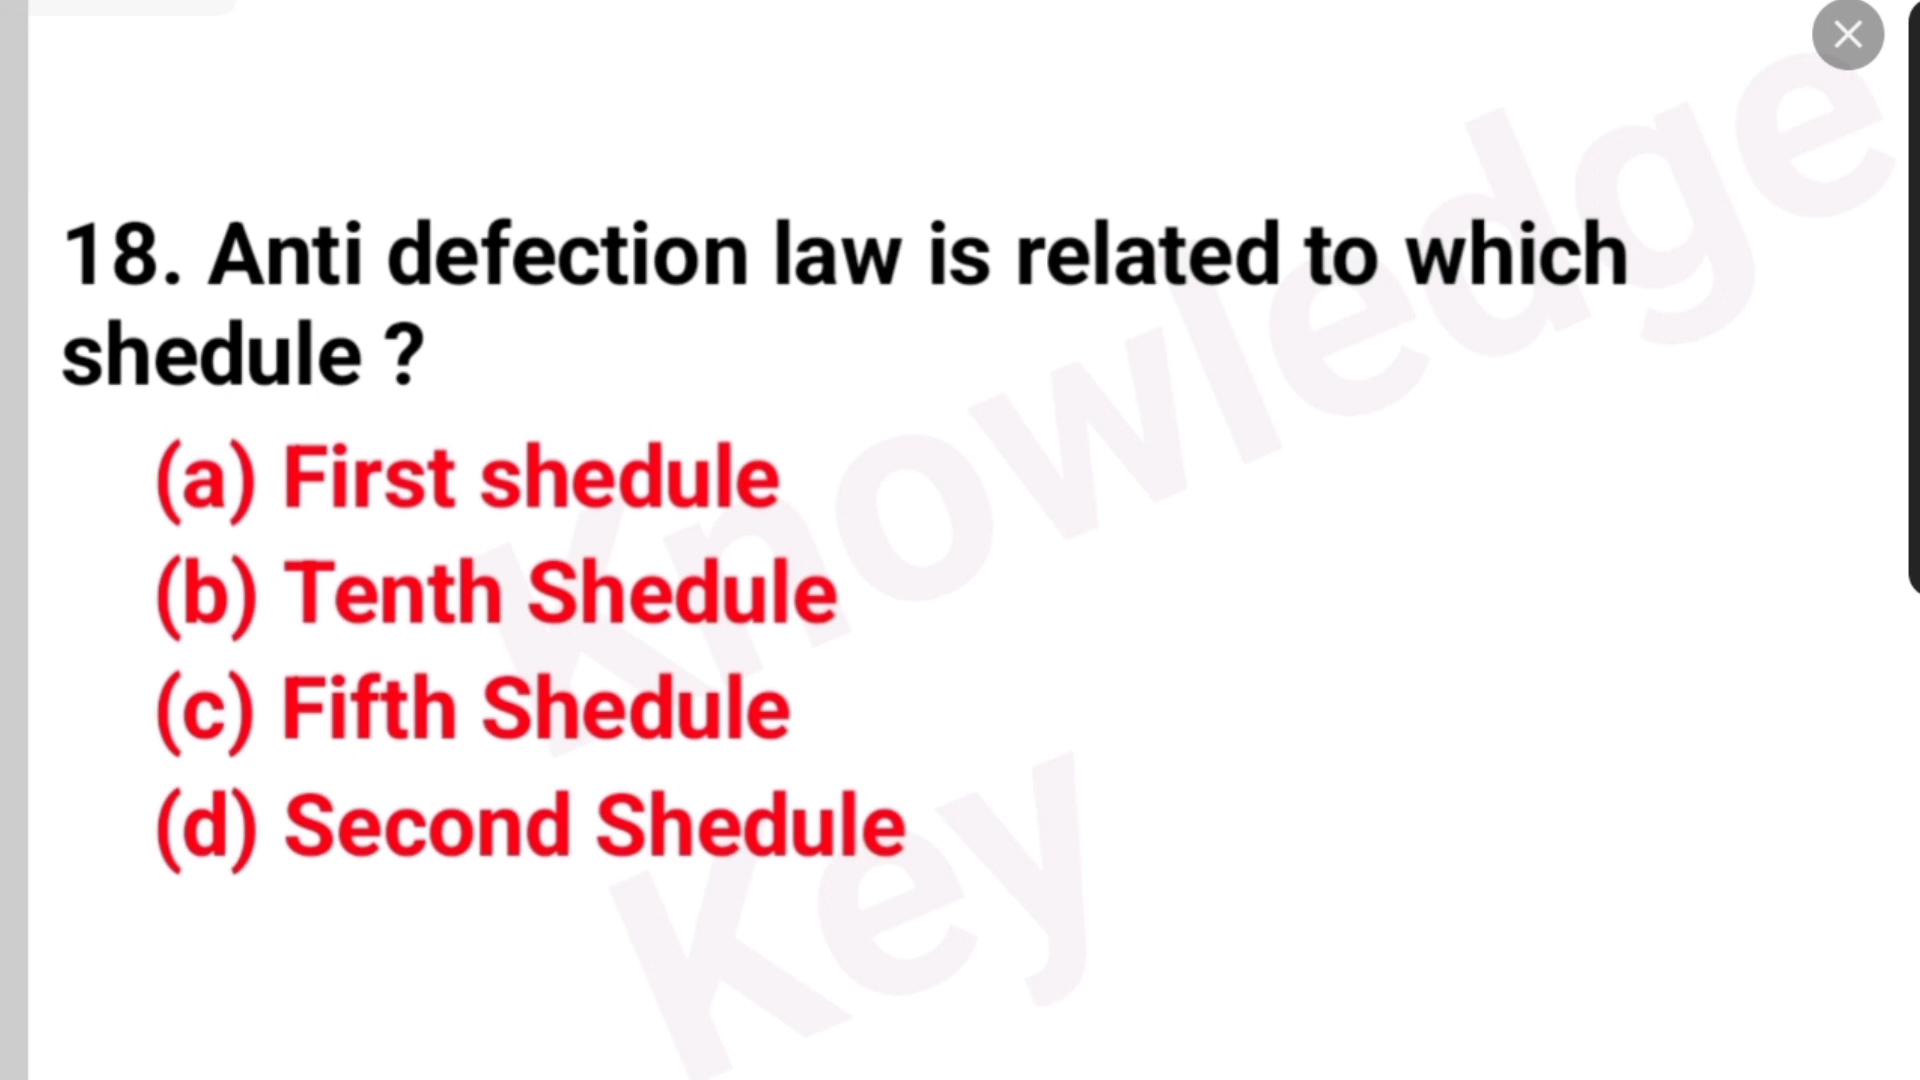 18. Anti defection law is related to which
shedule ?
(a) First shedule
(b) Tenth Shedule
(c) Fifth Shedule
(d) Second Shedule
Knowledge
Key